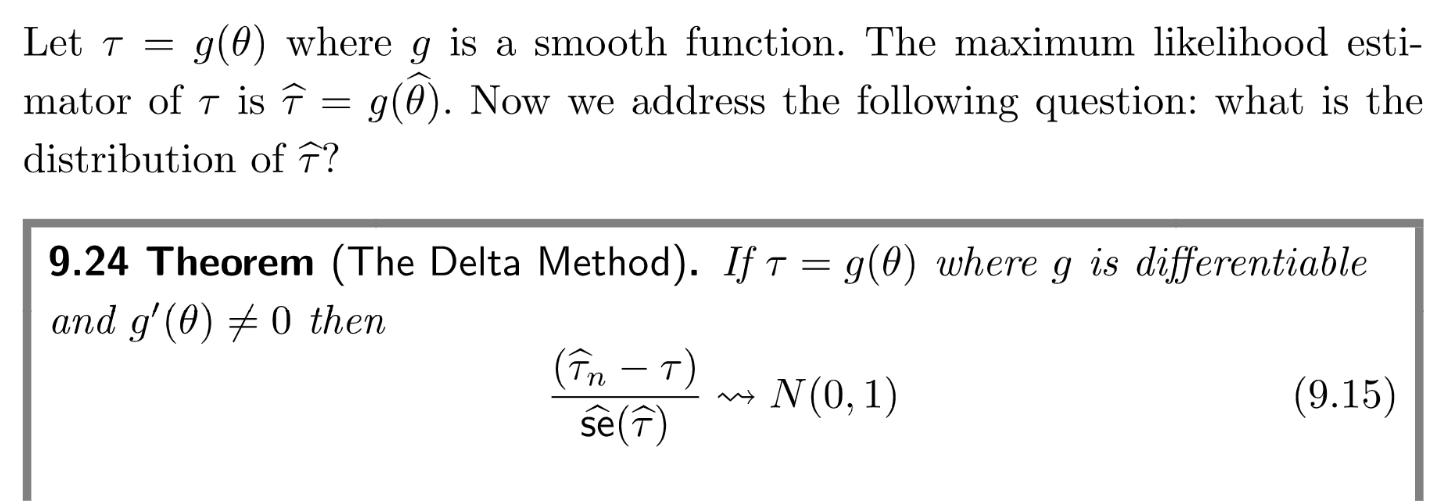 Let τ = g(θ) where g is a smooth function. The maximum likelihood esti-
mator of τ is τ̂ = g(θ̂). Now we address the following question: what is the
distribution of τ̂?
9.24 Theorem (The Delta Method). If τ = g(θ) where g is differentiable
and g′(θ) ≠ 0 then
(τ̂ₙ − τ) / ŝe(τ̂) ⇝ N(0, 1) (9.15)